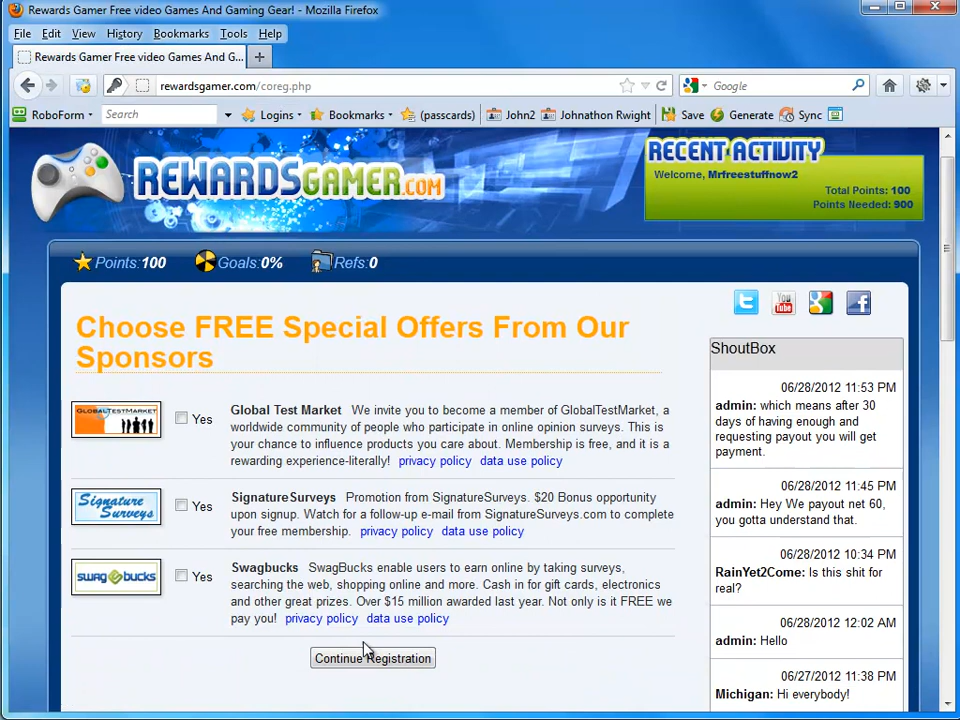 Rewards Gamer Free video Games And Gaming Gear! - Mozilla Firefox
File Edit View History Bookmarks Tools Help
Rewards Gamer Free video Games And G...
rewardsgamer.com/coreg.php
Google
RoboForm
Search
Logins
Bookmarks
(passcards)
John2
Johnathon Rwight
Save
Generate
Sync
REWARDSGAMER.COM
RECENT ACTIVITY
Welcome, Mrfreestuffnow2
Total Points: 100
Points Needed: 900
Points:100 Goals:0% Refs:0
Choose FREE Special Offers From Our
Sponsors
GLOBALTESTMARKET
Yes
Global Test Market We invite you to become a member of GlobalTestMarket, a
worldwide community of people who participate in online opinion surveys. This is
your chance to influence products you care about. Membership is free, and it is a
rewarding experience-literally! privacy policy data use policy
Signature
Surveys
Yes
SignatureSurveys Promotion from SignatureSurveys. $20 Bonus opportunity
upon signup. Watch for a follow-up e-mail from SignatureSurveys.com to complete
your free membership. privacy policy data use policy
swagbucks
Yes
Swagbucks SwagBucks enable users to earn online by taking surveys,
searching the web, shopping online and more. Cash in for gift cards, electronics
and other great prizes. Over $15 million awarded last year. Not only is it FREE we
pay you! privacy policy data use policy
Continue Registration
You
Tube
ShoutBox
06/28/2012 11:53 PM
admin: which means after 30
days of having enough and
requesting payout you will get
payment.
06/28/2012 11:45 PM
admin: Hey We payout net 60,
you gotta understand that.
06/28/2012 10:34 PM
RainYet2Come: Is this shit for
real?
06/28/2012 12:02 AM
admin: Hello
06/27/2012 11:38 PM
Michigan: Hi everybody!